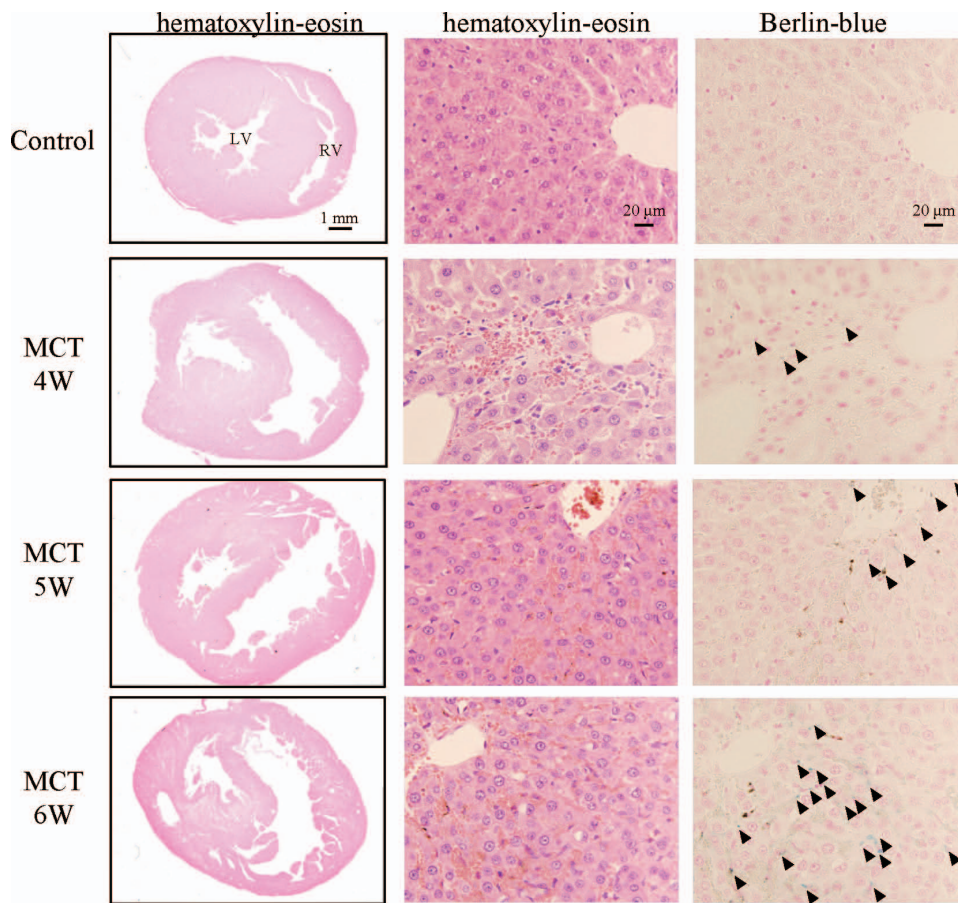 hematoxylin-eosin
hematoxylin-eosin
Berlin-blue
Control
LV
RV
1 mm
20 µm
20 µm
MCT
4W
MCT
5W
MCT
6W